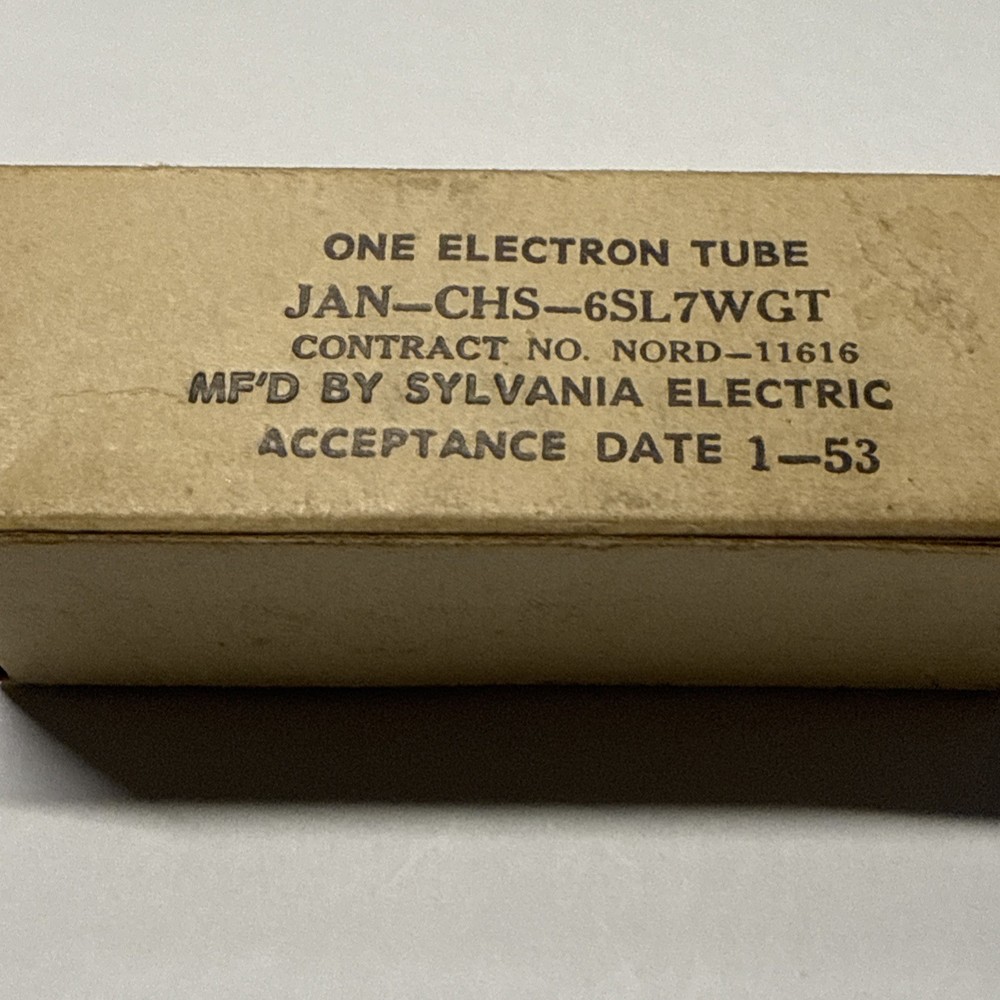 ONE ELECTRON TUBE
JAN—CHS—6SL7WGT
CONTRACT NO. NORD—11616
MF'D BY SYLVANIA ELECTRIC
ACCEPTANCE DATE 1—53